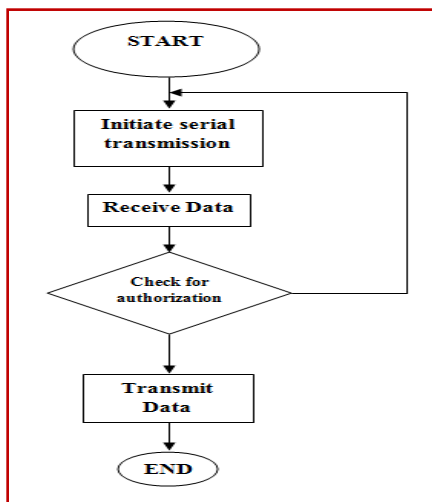 START
Initiate serial
transmission
Receive Data
Check for
authorization
Transmit
Data
END